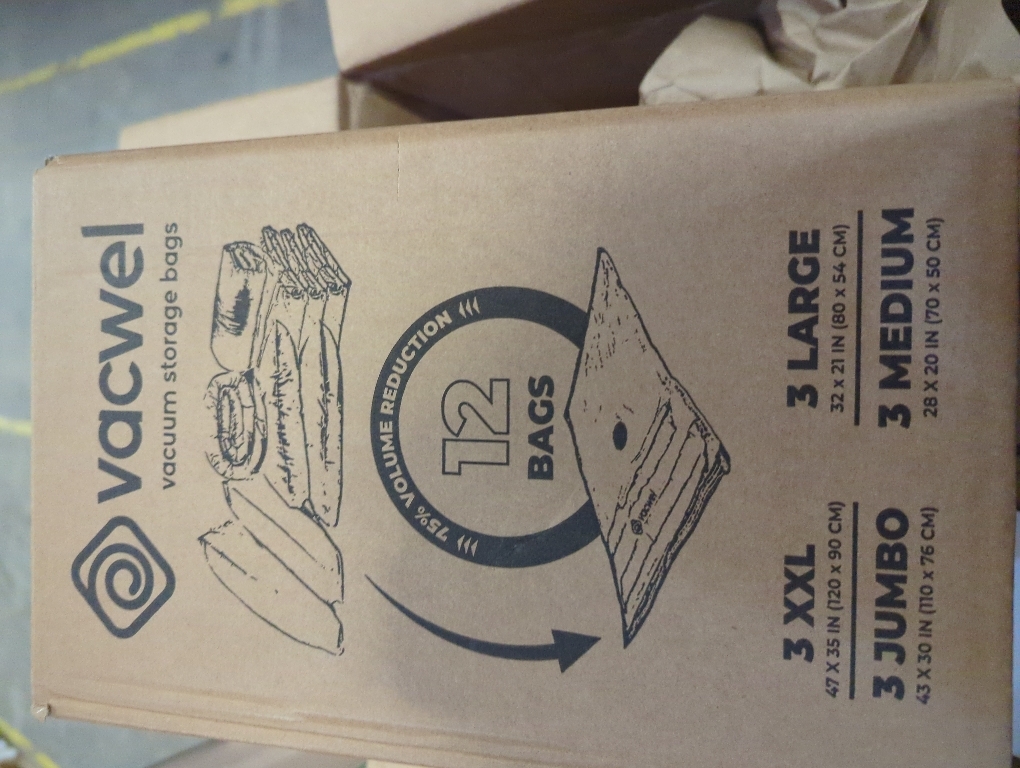 vacwel
vacuum storage bags
75% VOLUME REDUCTION
12
BAGS
vacwel
3 XXL
47 X 35 IN (120 x 90 CM)
3 JUMBO
43 X 30 IN (110 x 76 CM)
3 LARGE
32 x 21 IN (80 x 54 CM)
3 MEDIUM
28 X 20 IN (70 x 50 CM)